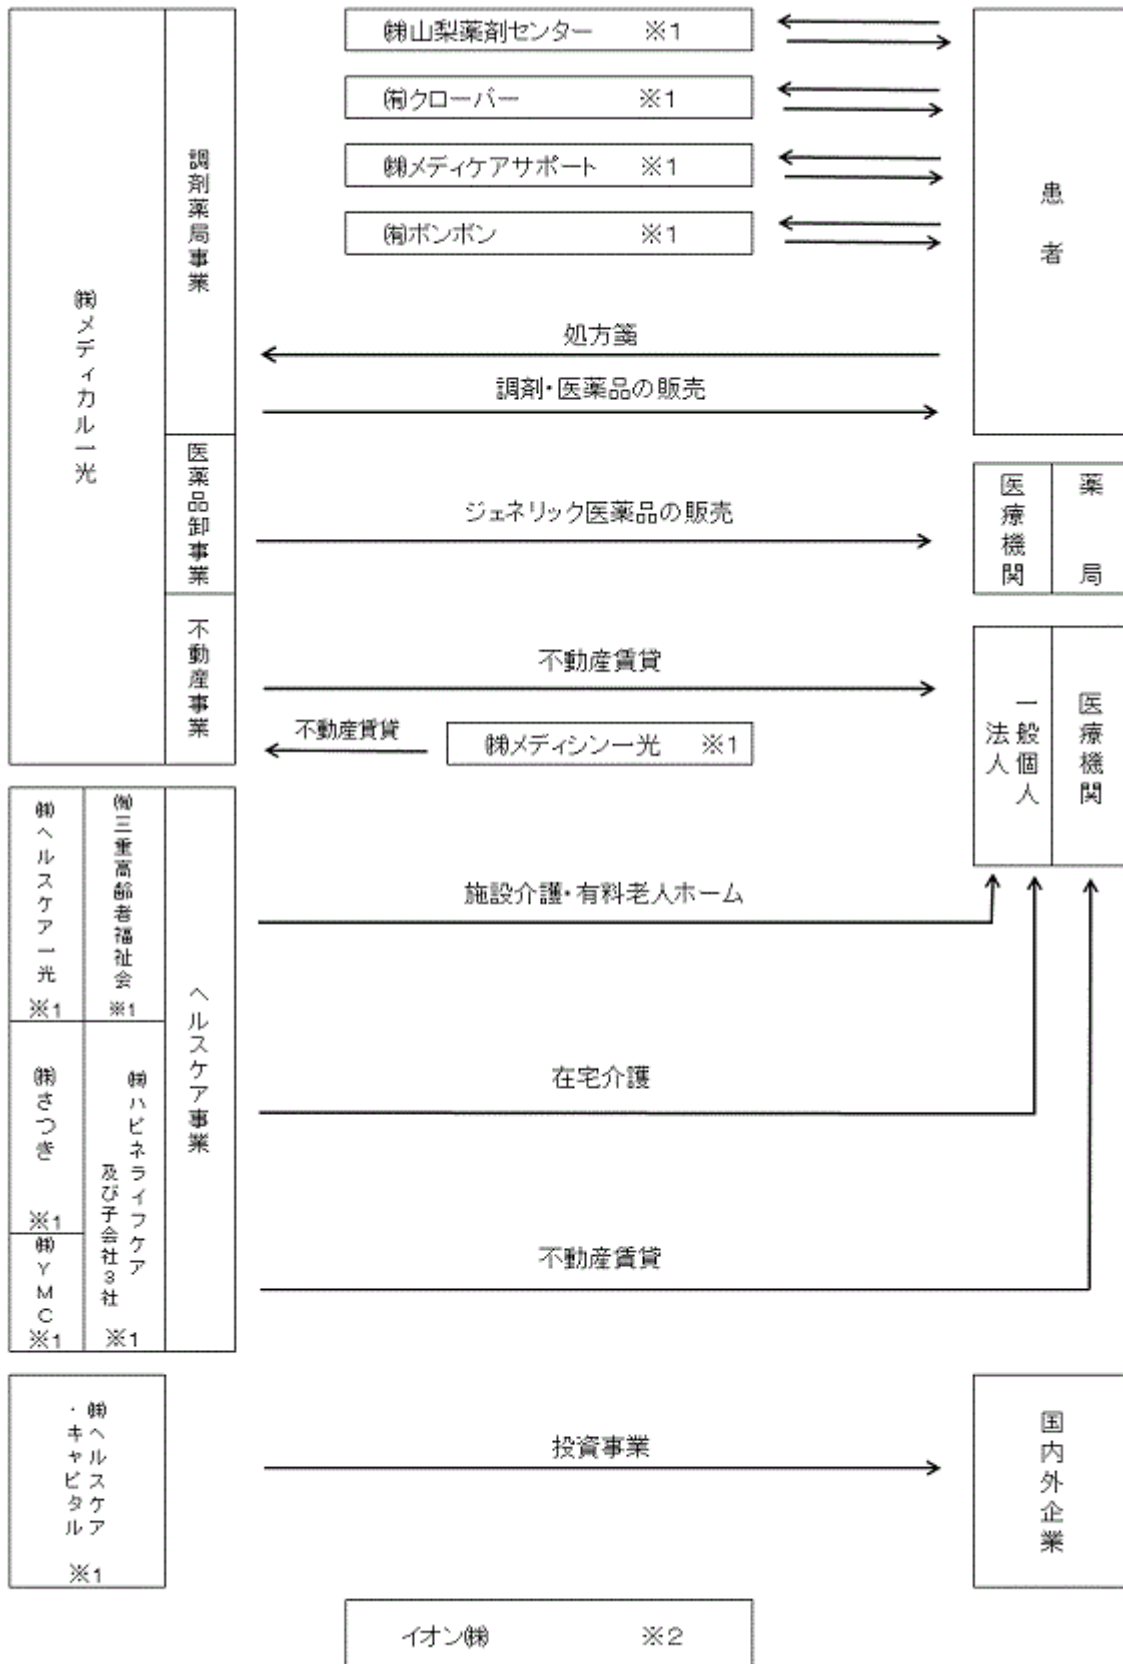 ㈱山梨薬剤センター ※1
㈲クローバー ※1
㈱メディケアサポート ※1
㈲ボンボン ※1
患者
㈱メディカル一光
調剤薬局事業
処方箋
調剤・医薬品の販売
医薬品卸事業
ジェネリック医薬品の販売
医療機関
薬局
不動産事業
不動産賃貸
不動産賃貸
㈱メディシン一光 ※1
一般個人
法人
医療機関
㈱ヘルスケア一光
※1
㈲三重高齢者福祉会
※1
ヘルスケア事業
施設介護・有料老人ホーム
㈱さつき
※1
㈱ハピネライフケア
及び子会社3社
※1
在宅介護
㈱YMC
※1
不動産賃貸
㈱ヘルスケア
・キャピタル
※1
投資事業
国内外企業
イオン㈱ ※2